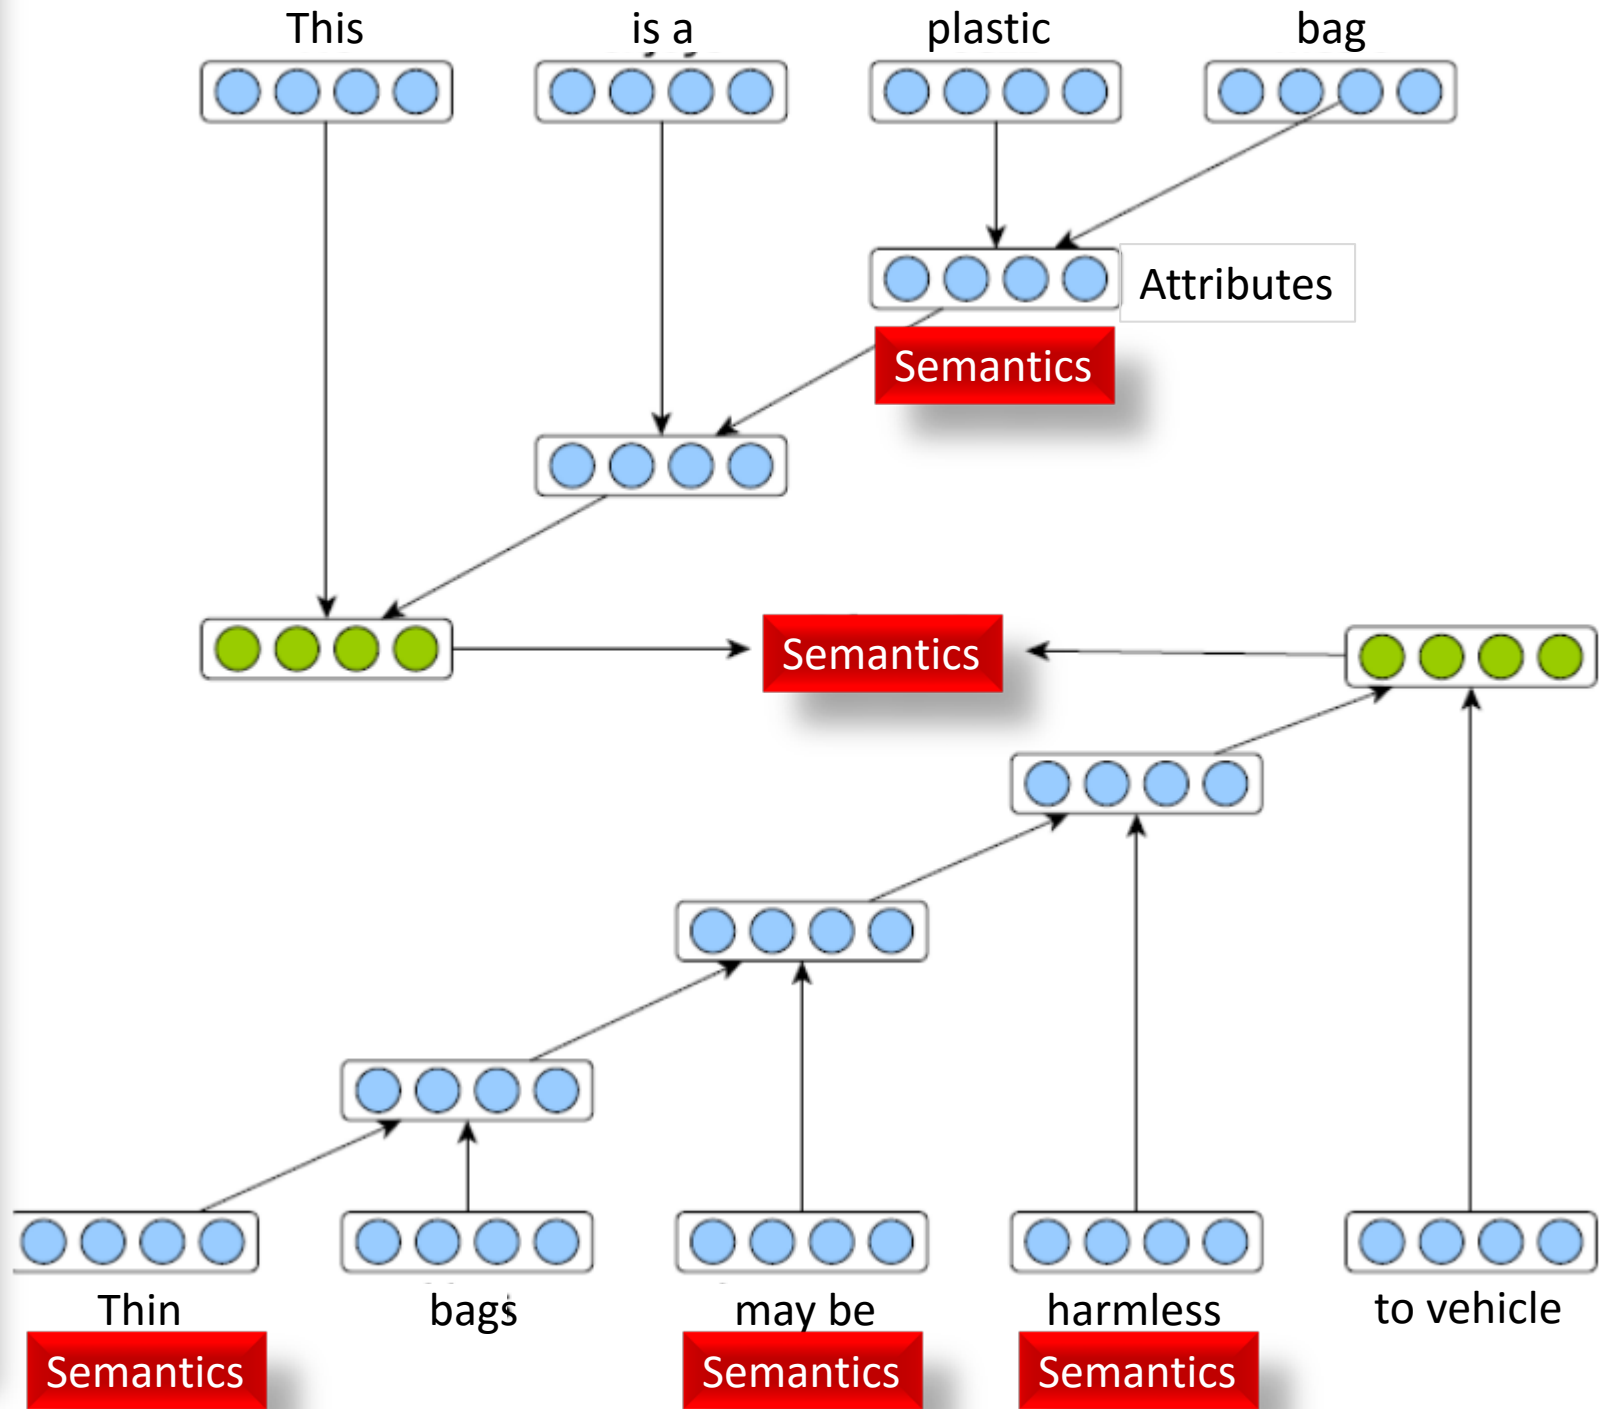 This is a plastic bag
Attributes
Semantics
Semantics
Thin bags may be harmless to vehicle
Semantics Semantics Semantics